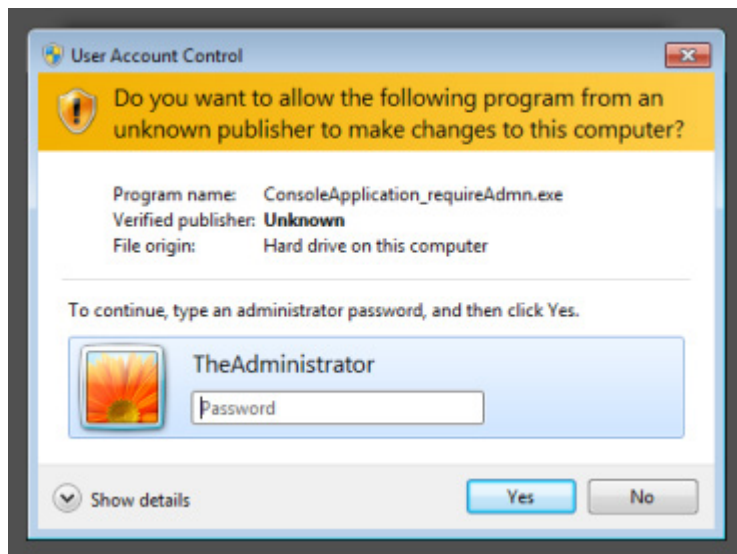 User Account Control
Do you want to allow the following program from an
unknown publisher to make changes to this computer?
Program name: ConsoleApplication_requireAdmn.exe
Verified publisher: Unknown
File origin: Hard drive on this computer
To continue, type an administrator password, and then click Yes.
TheAdministrator
Password
Show details
Yes
No